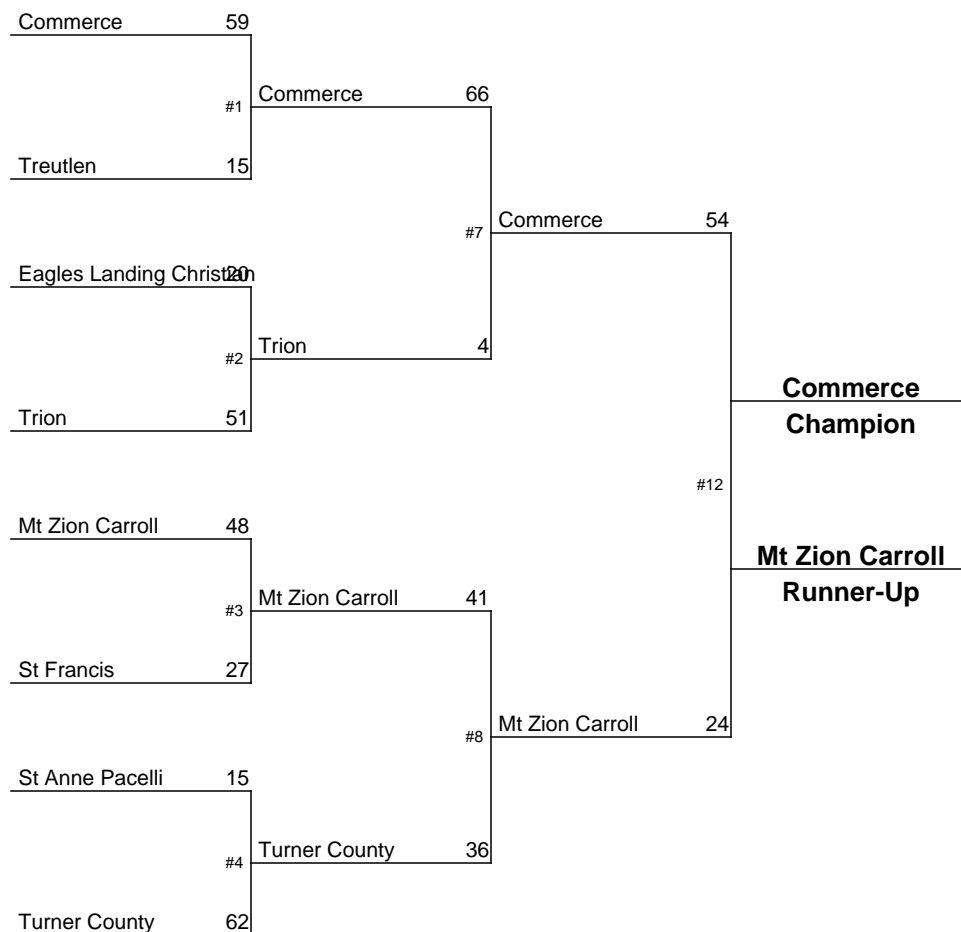 Commerce 59
#1 Commerce 66
Treutlen 15
#7 Commerce 54
Eagles Landing Christian 20
#2 Trion 4
Trion 51
Commerce
Champion
#12
Mt Zion Carroll 48
Mt Zion Carroll
Runner-Up
#3 Mt Zion Carroll 41
St Francis 27
#8 Mt Zion Carroll 24
St Anne Pacelli 15
#4 Turner County 36
Turner County 62